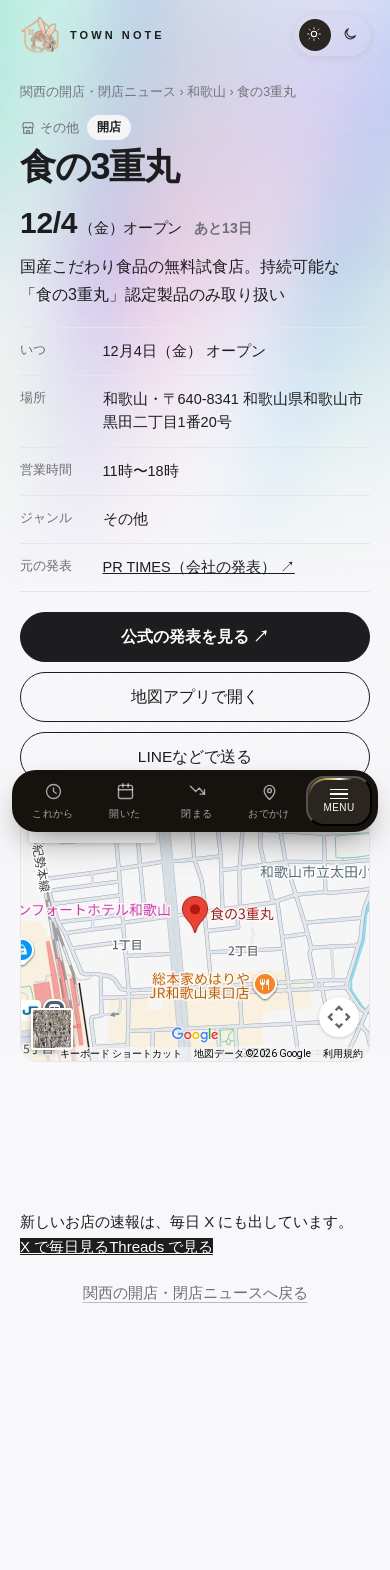 TOWN NOTE
関西の開店・閉店ニュース › 和歌山 › 食の3重丸
その他 開店
食の3重丸
12/4（金）オープン あと13日
国産こだわり食品の無料試食店。持続可能な
「食の3重丸」認定製品のみ取り扱い
いつ 12月4日（金） オープン
場所 和歌山・〒640-8341 和歌山県和歌山市
黒田二丁目1番20号
営業時間 11時〜18時
ジャンル その他
元の発表 PR TIMES（会社の発表） ↗
公式の発表を見る ↗
地図アプリで開く
LINEなどで送る
これから 開いた 閉まる おでかけ MENU
紀勢本線
和歌山市立太田小
ンフォートホテル和歌山
食の3重丸
1丁目
2丁目
総本家めはりや
JR和歌山東口店
Google
キーボード ショートカット 地図データ ©2026 Google 利用規約
新しいお店の速報は、毎日 X にも出しています。
X で毎日見るThreads で見る
関西の開店・閉店ニュースへ戻る